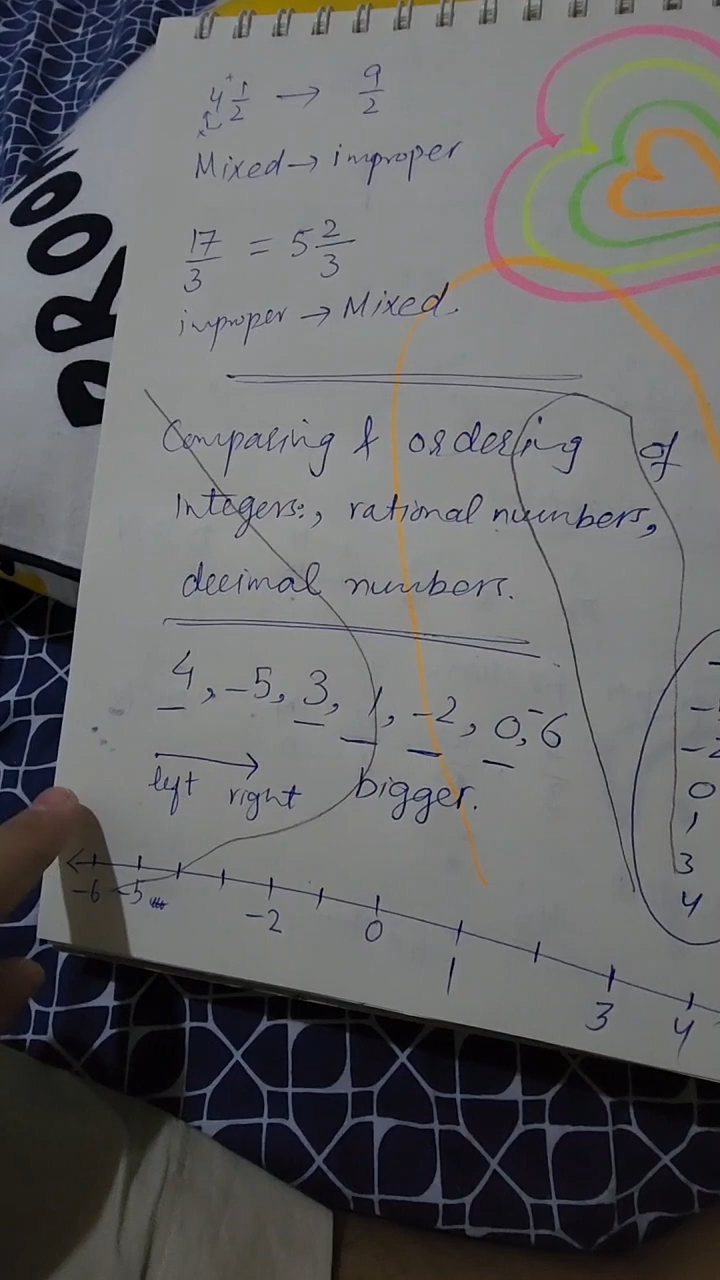 4 1/2 → 9/2
Mixed → improper
17/3 = 5 2/3
improper → Mixed.
Comparing & ordering of
integers:, rational numbers,
decimal numbers.
4, -5, 3, 1, -2, 0, -6
left → right bigger.
-6 -5 -2 0 1 3 4
0
1
3
4